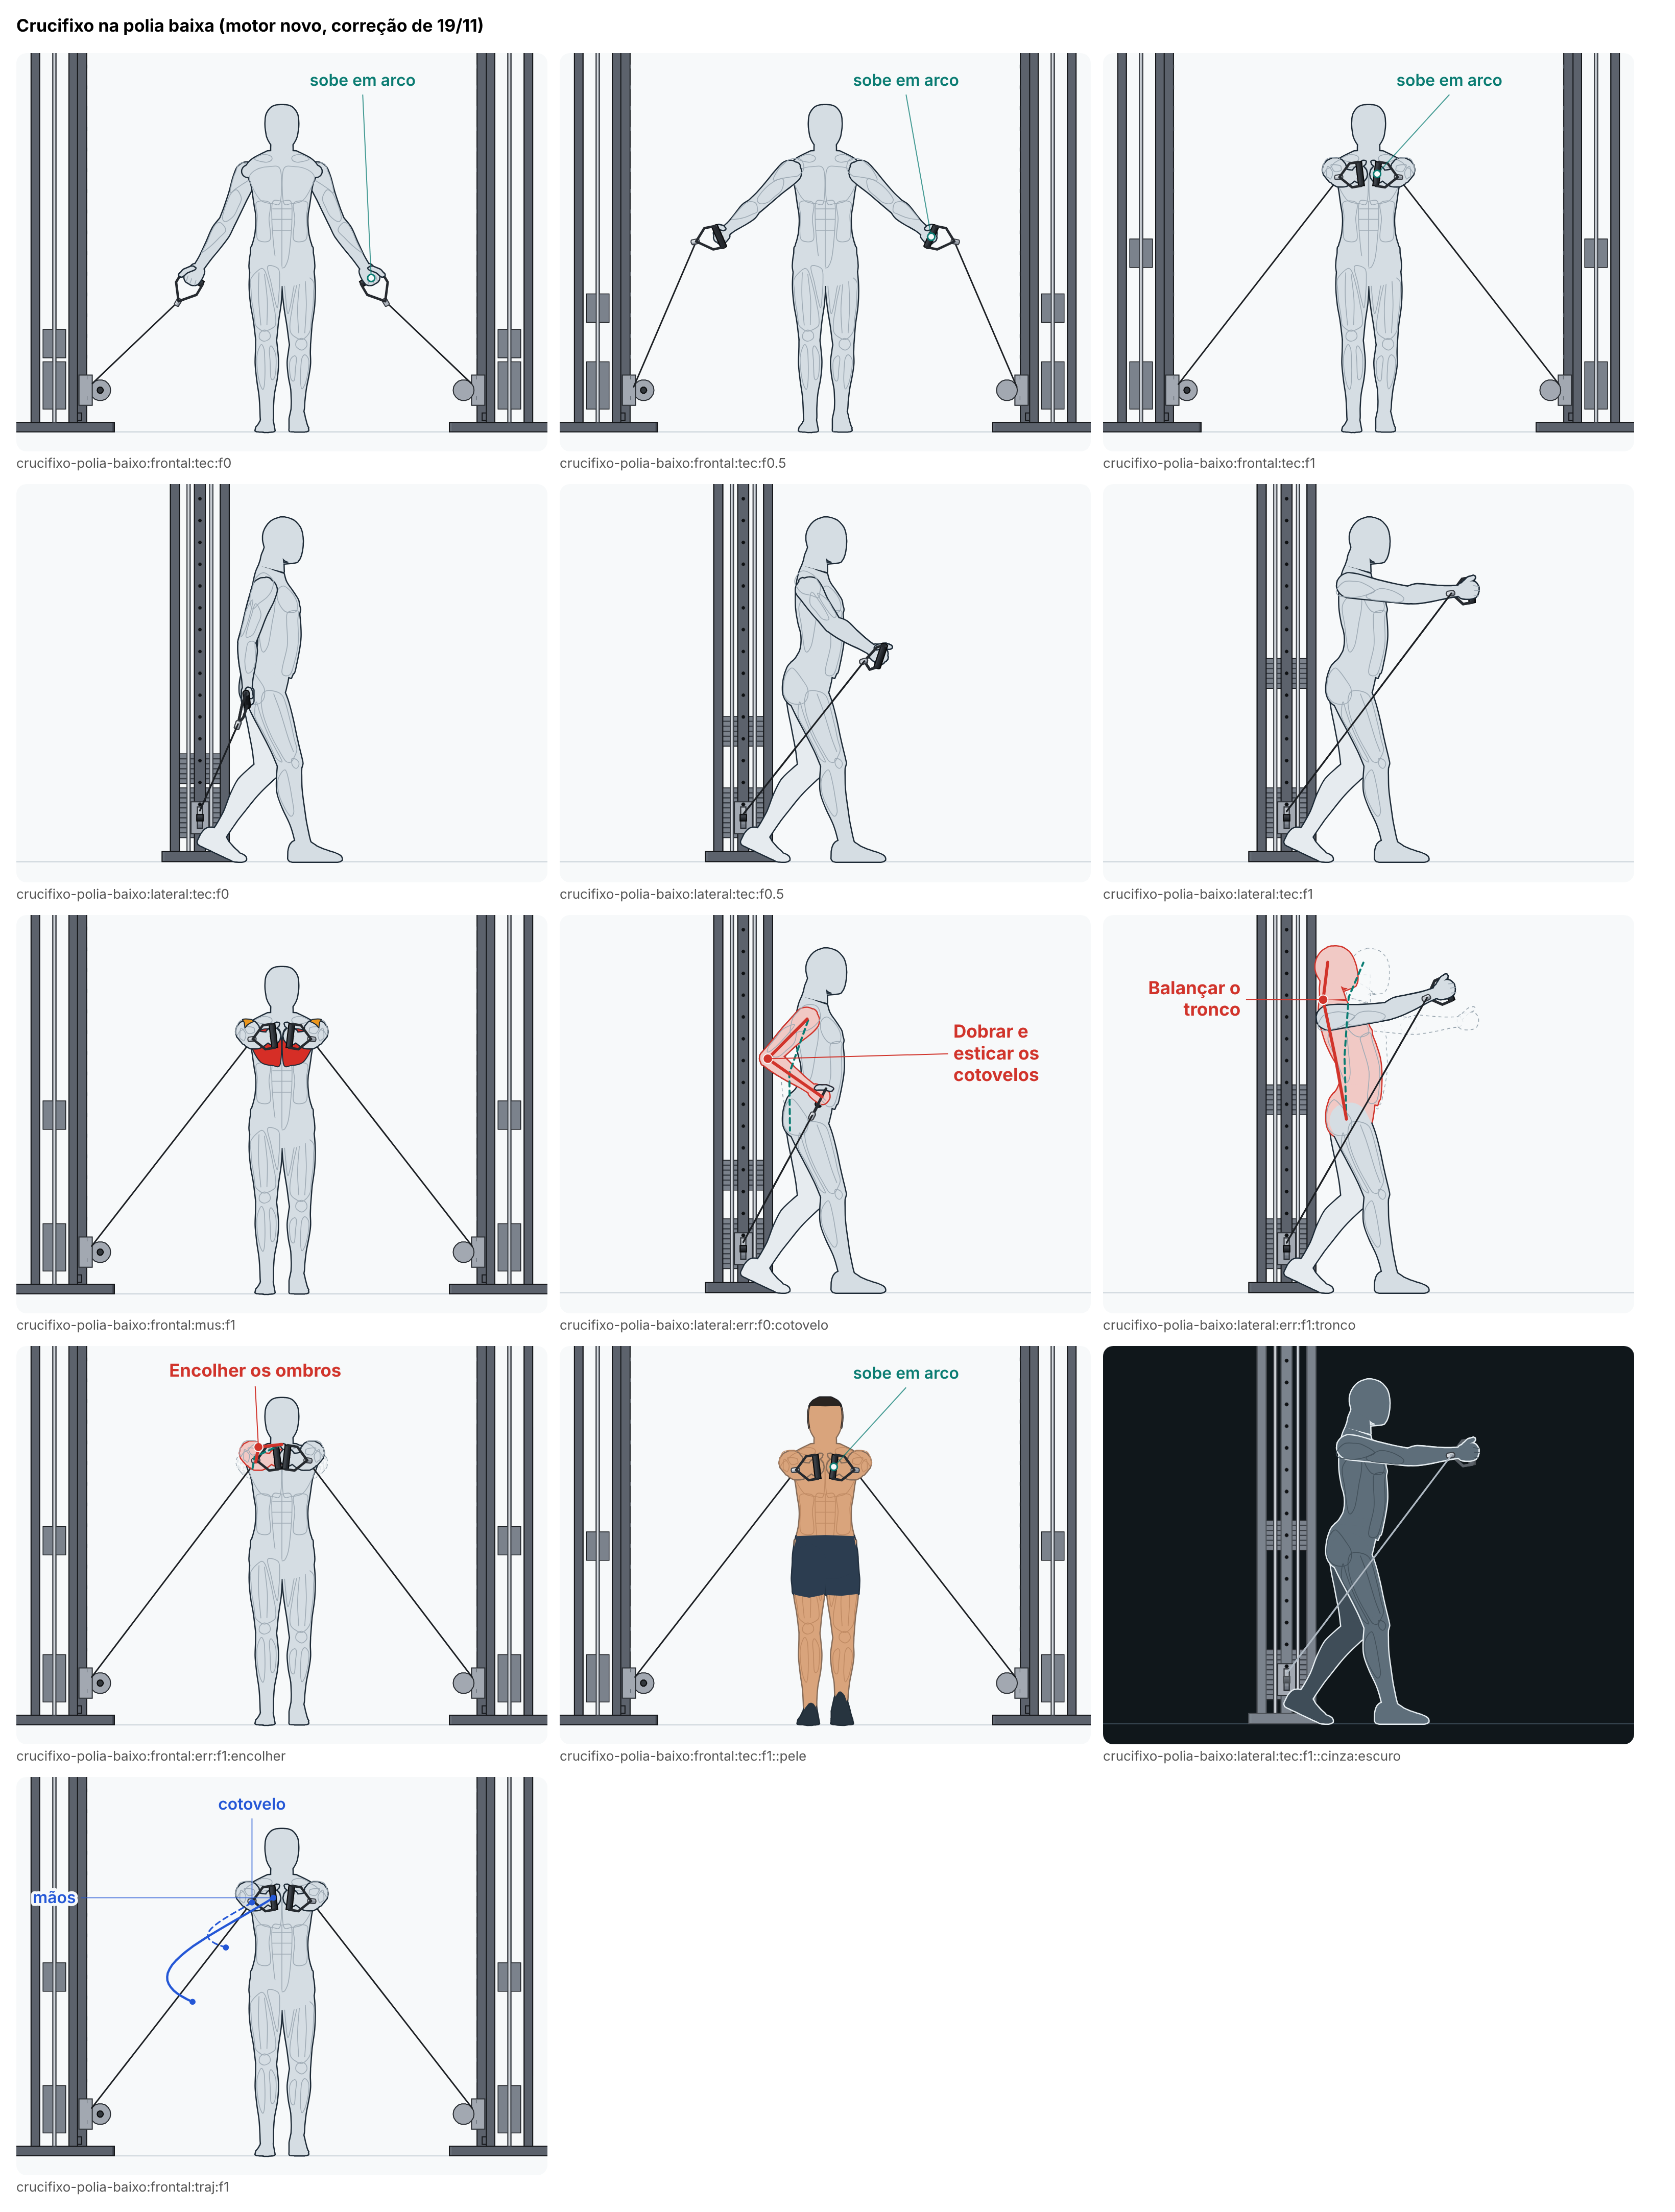 Crucifixo na polia baixa (motor novo, correção de 19/11)
sobe em arco
sobe em arco
sobe em arco
crucifixo-polia-baixo:frontal:tec:f0
crucifixo-polia-baixo:frontal:tec:f0.5
crucifixo-polia-baixo:frontal:tec:f1
crucifixo-polia-baixo:lateral:tec:f0
crucifixo-polia-baixo:lateral:tec:f0.5
crucifixo-polia-baixo:lateral:tec:f1
Dobrar e
esticar os
cotovelos
Balançar o
tronco
crucifixo-polia-baixo:frontal:mus:f1
crucifixo-polia-baixo:lateral:err:f0:cotovelo
crucifixo-polia-baixo:lateral:err:f1:tronco
Encolher os ombros
sobe em arco
crucifixo-polia-baixo:frontal:err:f1:encolher
crucifixo-polia-baixo:frontal:tec:f1::pele
crucifixo-polia-baixo:lateral:tec:f1::cinza:escuro
cotovelo
mãos
crucifixo-polia-baixo:frontal:traj:f1